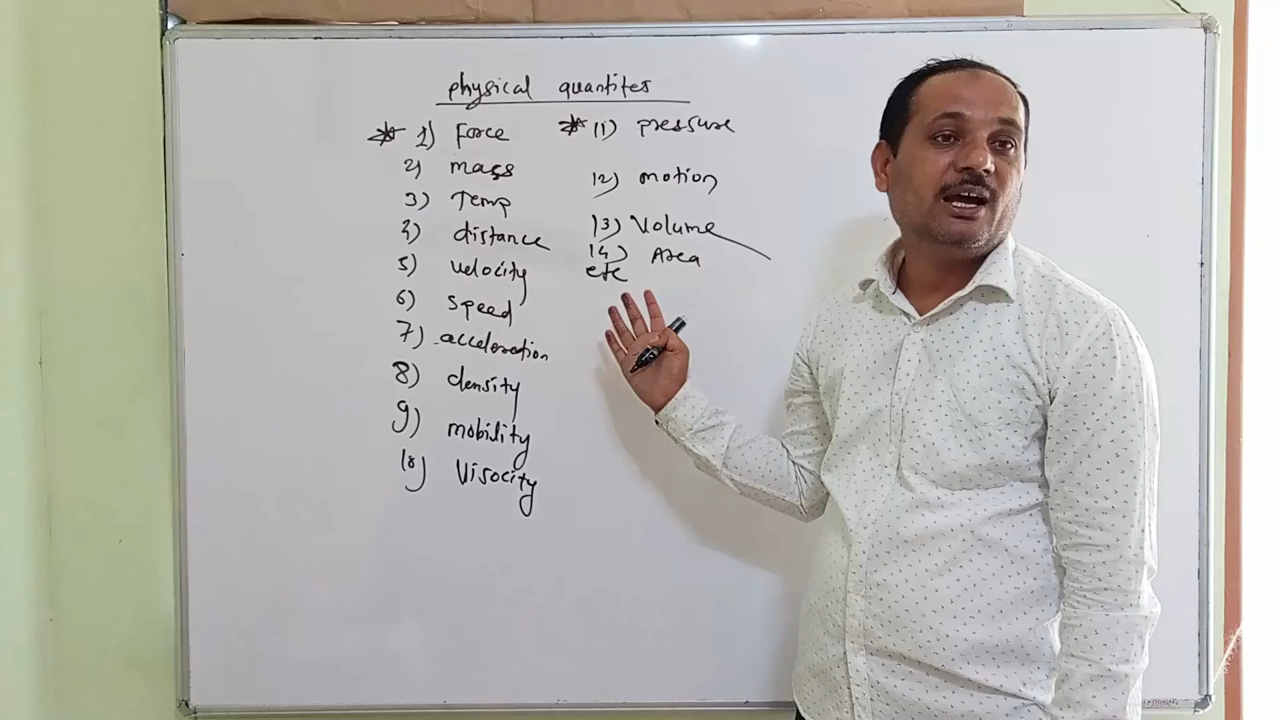 physical quantites
* 1) Force
2) mass
3) Temp
4) distance
5) velocity
6) speed
7) acceleration
8) density
9) mobility
10) Visocity
* 11) pressure
12) motion
13) Volume
14) Area
etc